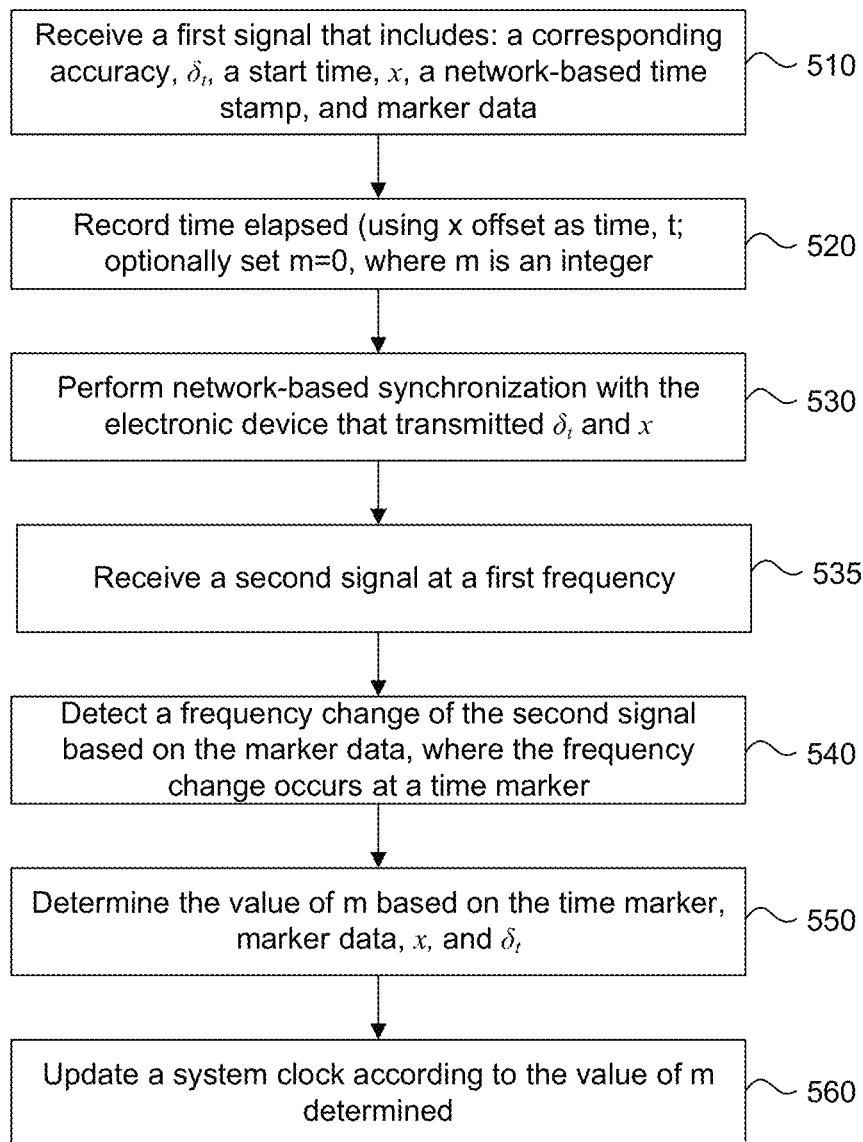 Receive a first signal that includes: a corresponding
accuracy, δt, a start time, x, a network-based time
stamp, and marker data
510
Record time elapsed (using x offset as time, t;
optionally set m=0, where m is an integer
520
Perform network-based synchronization with the
electronic device that transmitted δt and x
530
Receive a second signal at a first frequency
535
Detect a frequency change of the second signal
based on the marker data, where the frequency
change occurs at a time marker
540
Determine the value of m based on the time marker,
marker data, x, and δt
550
Update a system clock according to the value of m
determined
560